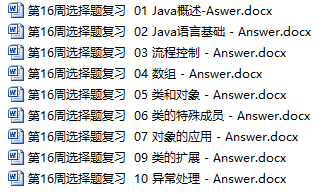 第16周选择题复习 01 Java概述-Aswer.docx
第16周选择题复习 02 Java语言基础 - Answer.docx
第16周选择题复习 03 流程控制 - Answer.docx
第16周选择题复习 04 数组 - Answer.docx
第16周选择题复习 05 类和对象 - Answer.docx
第16周选择题复习 06 类的特殊成员 - Answer.docx
第16周选择题复习 07 对象的应用 - Answer.docx
第16周选择题复习 09 类的扩展 - Answer.docx
第16周选择题复习 10 异常处理 - Answer.docx